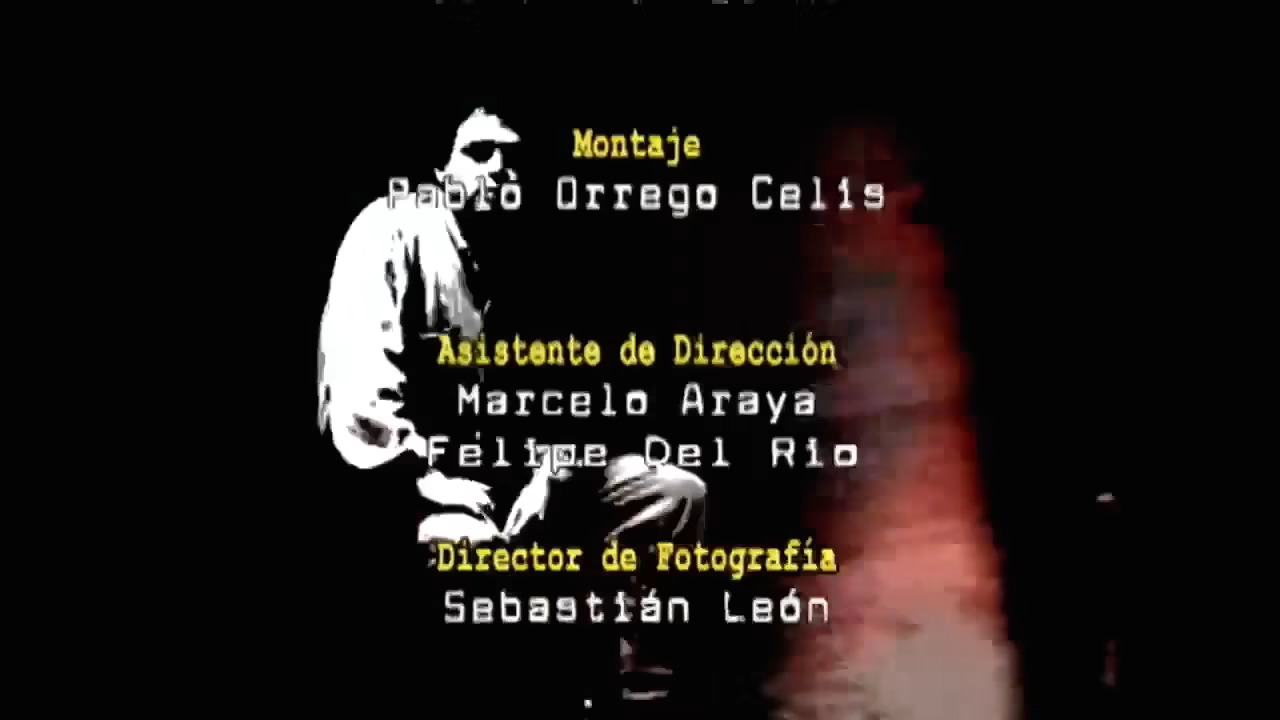 Montaje
Pablo Orrego Celis
Asistente de Dirección
Marcelo Araya
Felipe Del Rio
Director de Fotografía
Sebastián León